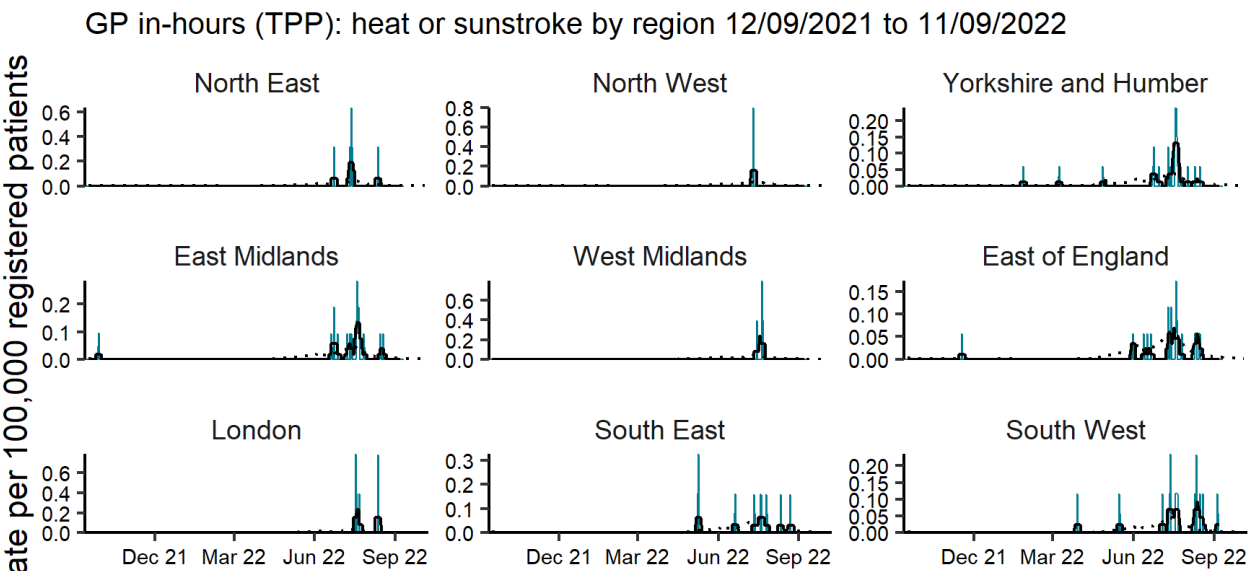 GP in-hours (TPP): heat or sunstroke by region 12/09/2021 to 11/09/2022
per 100,000 registered patients
North East
0.6
0.4
0.2
0.0
North West
0.8
0.6
0.4
0.2
0.0
Yorkshire and Humber
0.20
0.15
0.10
0.05
0.00
East Midlands
0.2
0.1
0.0
West Midlands
0.6
0.4
0.2
0.0
East of England
0.15
0.10
0.05
0.00
London
0.6
0.4
0.2
0.0
South East
0.3
0.2
0.1
0.0
South West
0.20
0.15
0.10
0.05
0.00
Dec 21 Mar 22 Jun 22 Sep 22
Dec 21 Mar 22 Jun 22 Sep 22
Dec 21 Mar 22 Jun 22 Sep 22